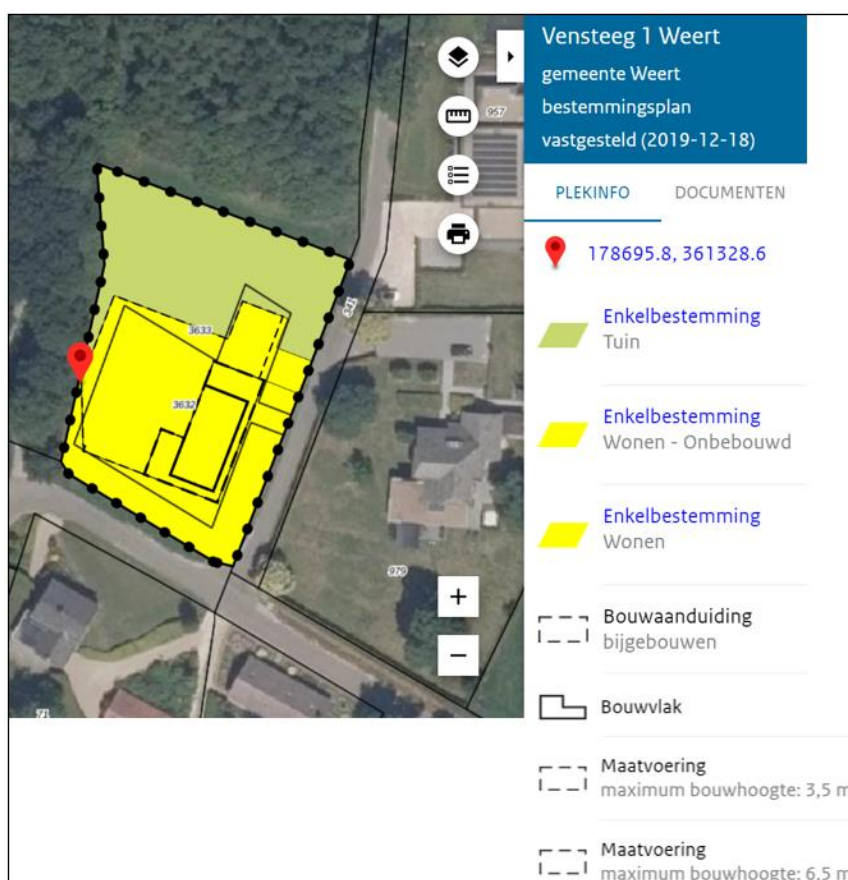 Vensteeg 1 Weert
gemeente Weert
bestemmingsplan
vastgesteld (2019-12-18)
PLEKINFO DOCUMENTEN
178695.8, 361328.6
Enkelbestemming
Tuin
Enkelbestemming
Wonen - Onbebouwd
Enkelbestemming
Wonen
Bouwaanduiding
bijgebouwen
Bouwvlak
Maatvoering
maximum bouwhoogte: 3,5 m
Maatvoering
maximum bouwhoogte: 6,5 m
957
341
3633
3632
979
71